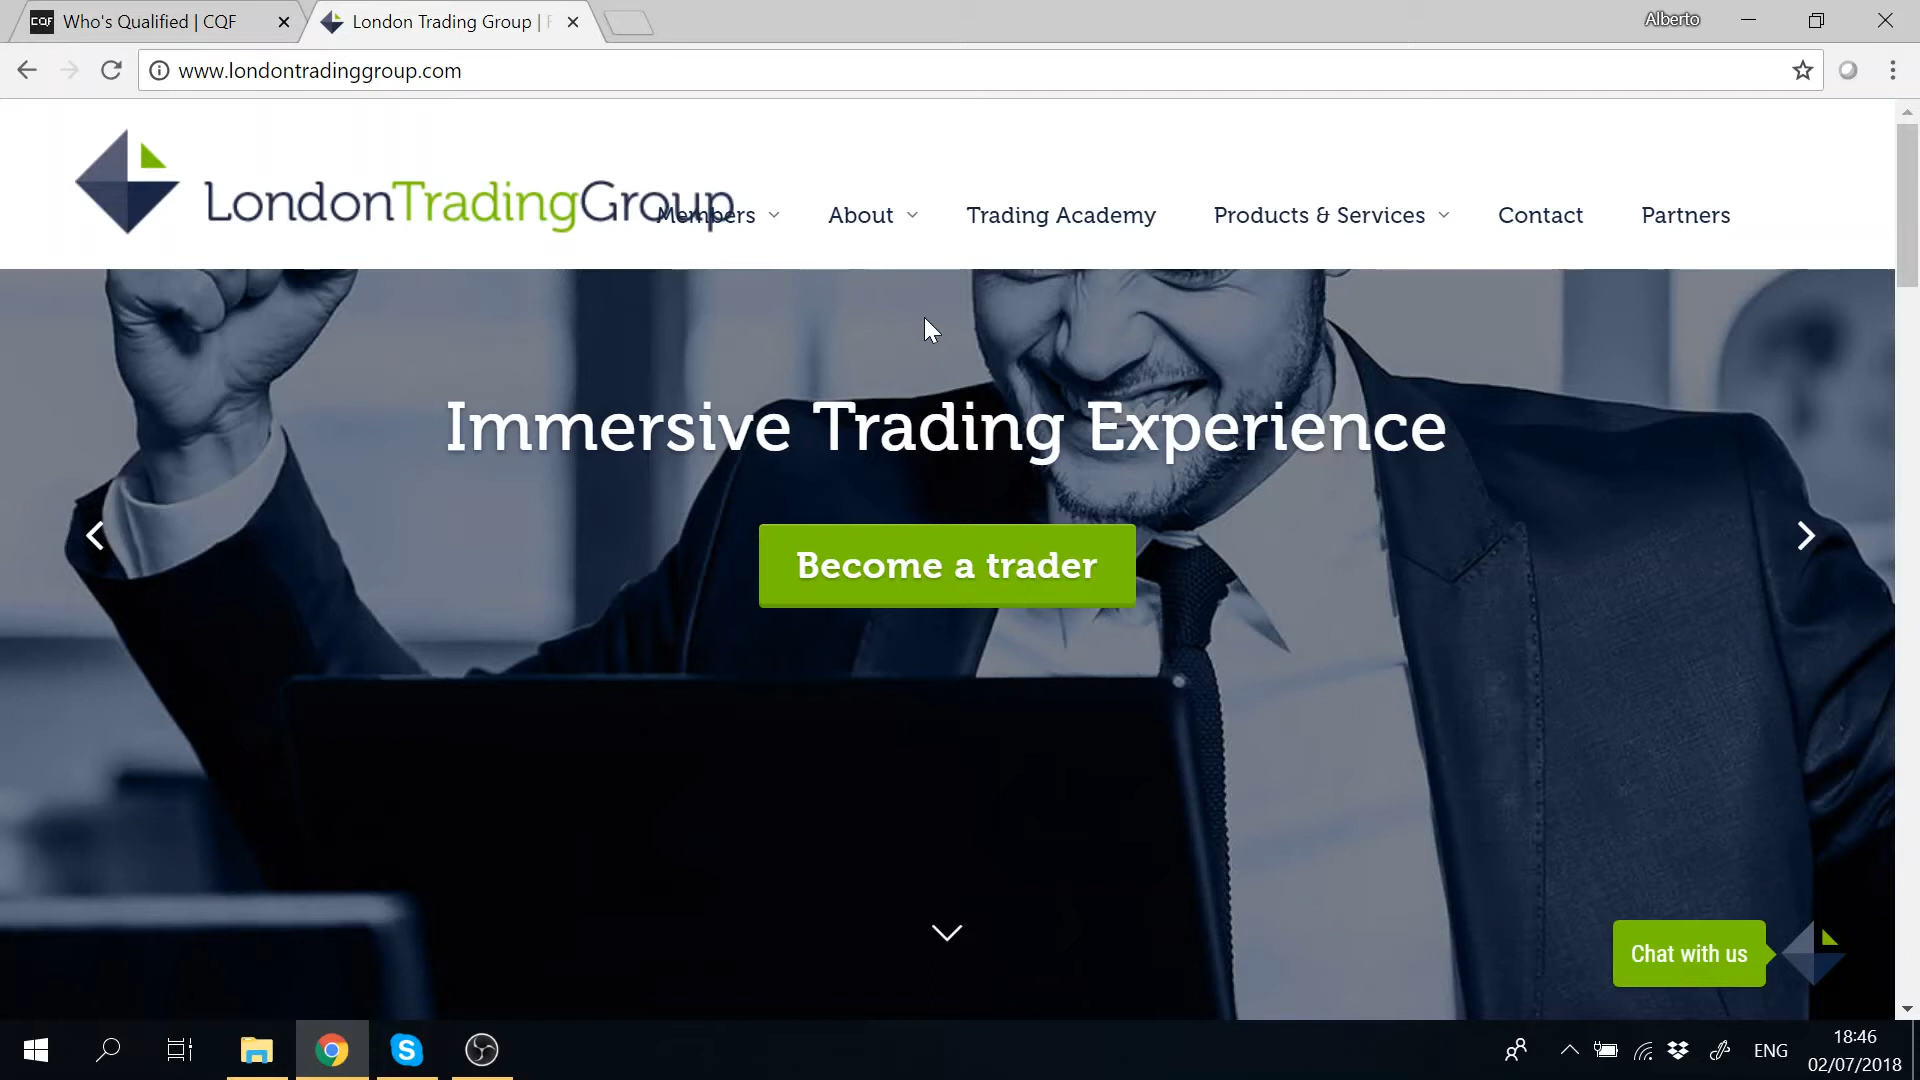 Who's Qualified | CQF
London Trading Group |
Alberto
www.londontradinggroup.com
LondonTradingGroup
Members
About
Trading Academy
Products & Services
Contact
Partners
Immersive Trading Experience
Become a trader
Chat with us
ENG
18:46
02/07/2018